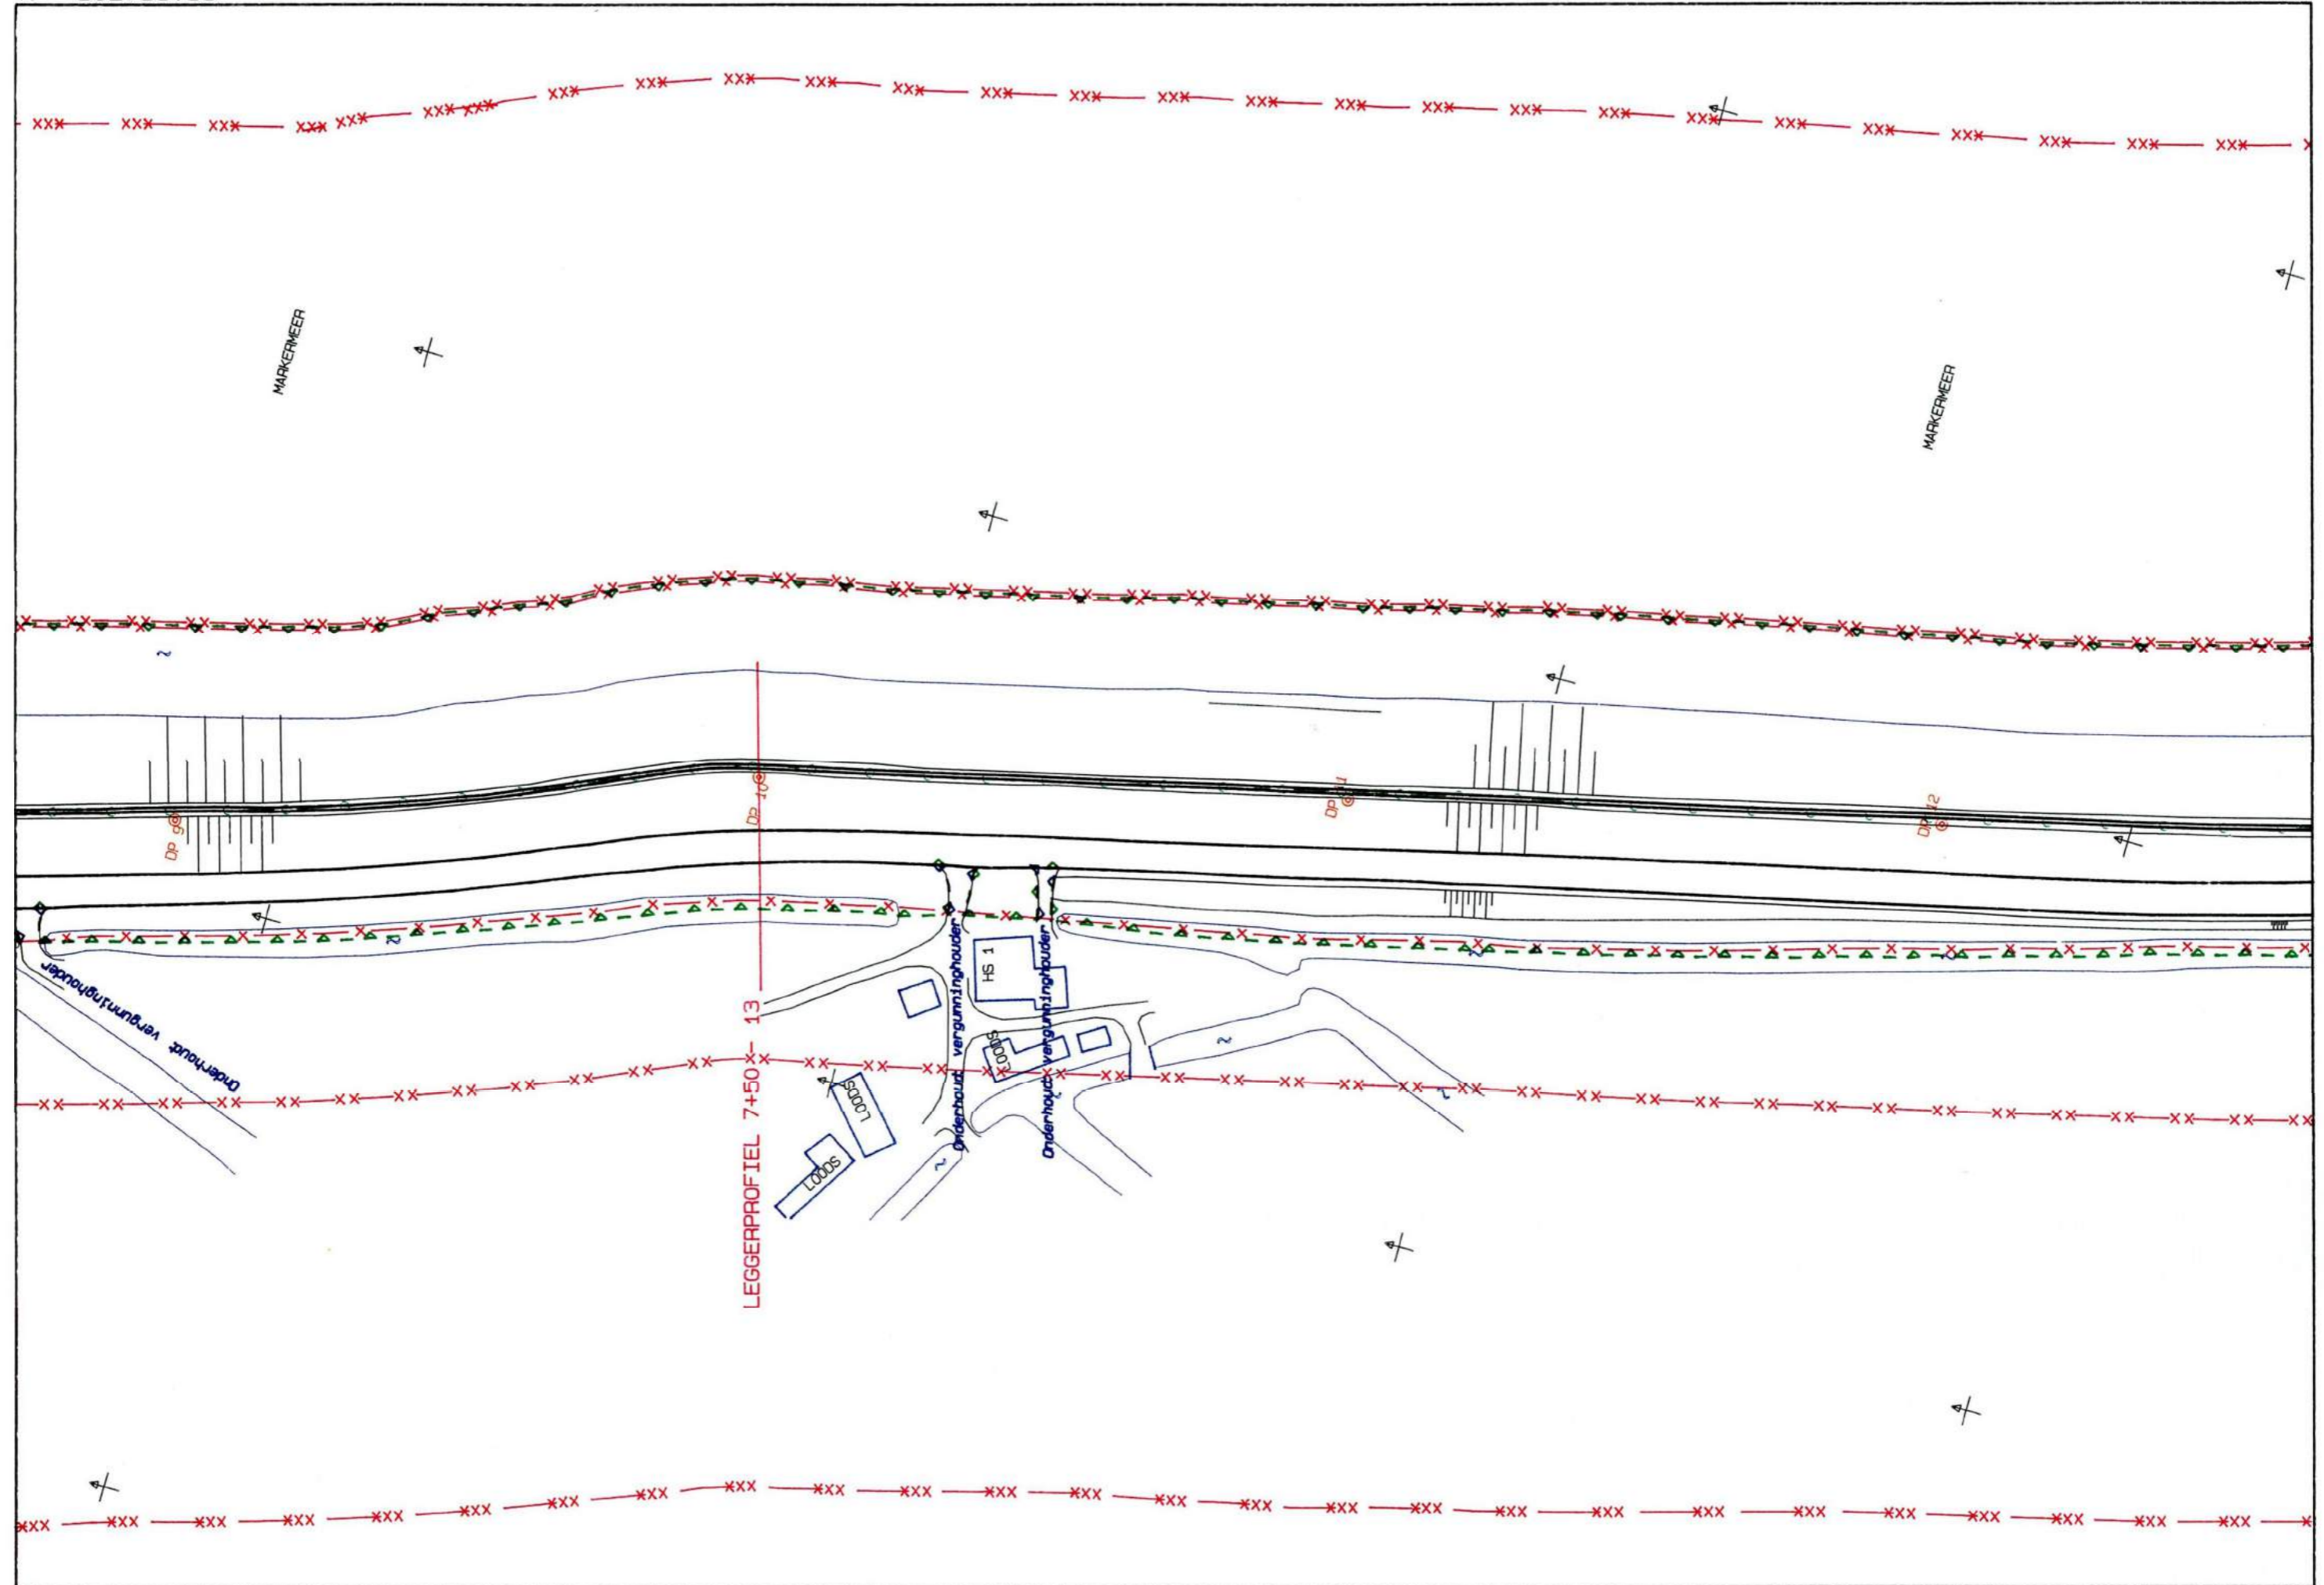 MARKERMEER
MARKERMEER
DP 9
DP 10
DP 11
DP 12
Onderhoud: vergunninghouder
Onderhoud: vergunninghouder
Onderhoud: vergunninghouder
HS 1
LOODS
LOODS
LOODS
LEGGERPROFIEL 7+50- 13